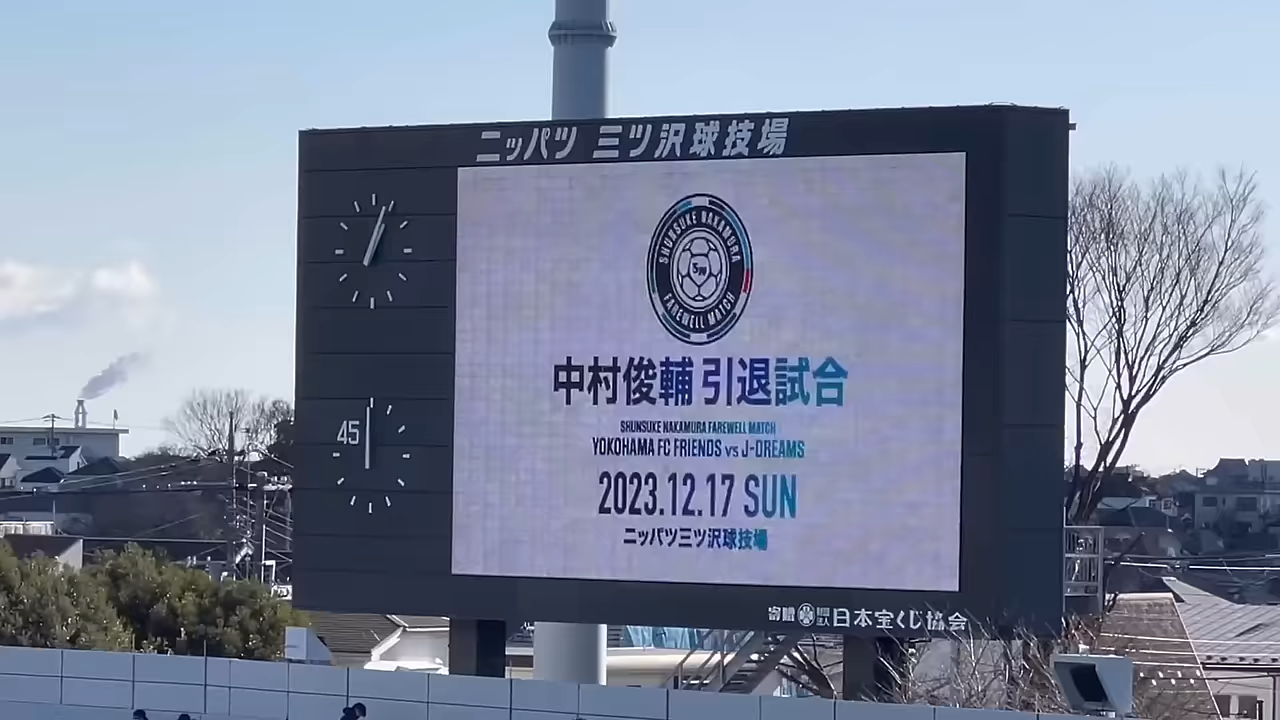 ニッパツ 三ツ沢球技場
SHUNSUKE NAKAMURA
FAREWELL MATCH
中村俊輔 引退試合
SHUNSUKE NAKAMURA FAREWELL MATCH
YOKOHAMA FC FRIENDS vs J-DREAMS
2023.12.17 SUN
ニッパツ三ツ沢球技場
45
寄贈 日本宝くじ協会